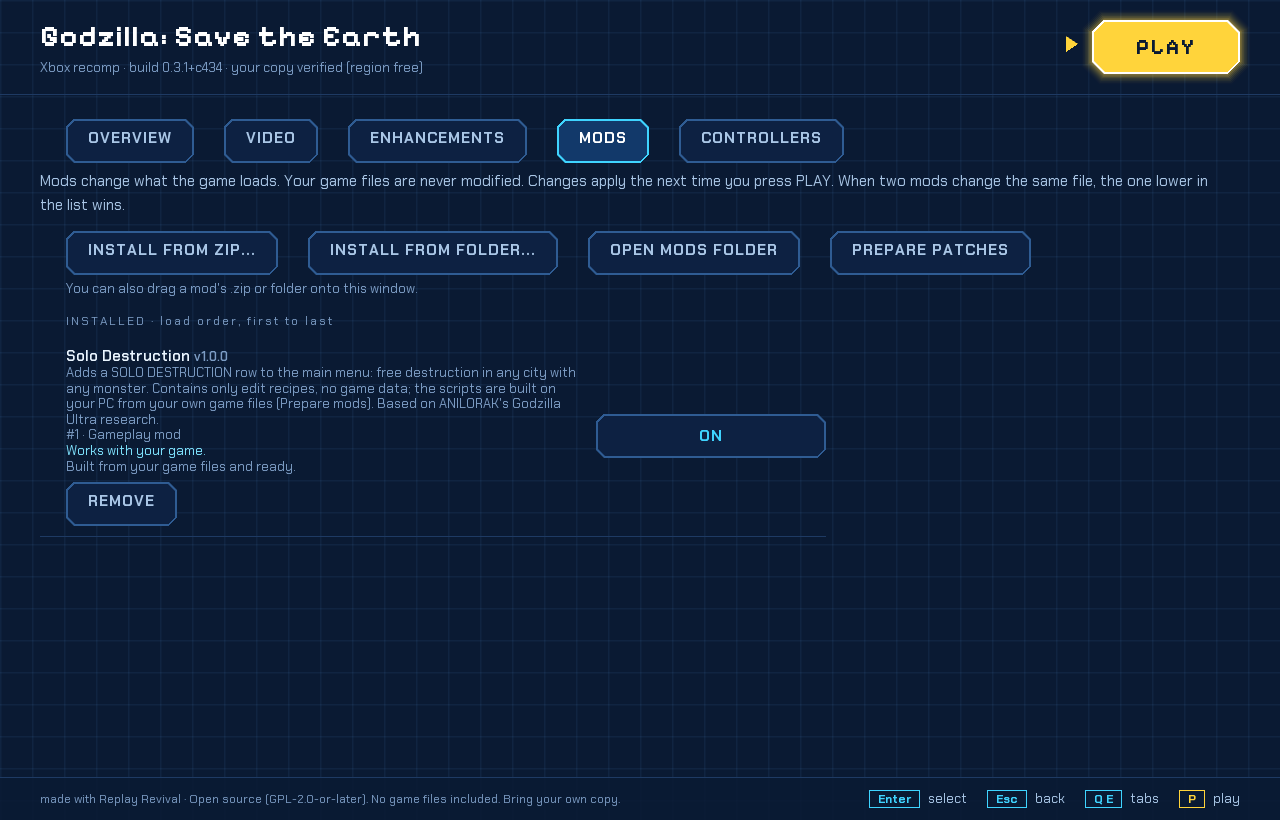 Godzilla: Save the Earth
Xbox recomp · build 0.3.1+c434 · your copy verified (region free)
PLAY
OVERVIEW
VIDEO
ENHANCEMENTS
MODS
CONTROLLERS
Mods change what the game loads. Your game files are never modified. Changes apply the next time you press PLAY. When two mods change the same file, the one lower in
the list wins.
INSTALL FROM ZIP...
INSTALL FROM FOLDER...
OPEN MODS FOLDER
PREPARE PATCHES
You can also drag a mod's .zip or folder onto this window.
INSTALLED · load order, first to last
Solo Destruction v1.0.0
Adds a SOLO DESTRUCTION row to the main menu: free destruction in any city with
any monster. Contains only edit recipes, no game data; the scripts are built on
your PC from your own game files (Prepare mods). Based on ANILORAK's Godzilla
Ultra research.
#1 · Gameplay mod
Works with your game.
Built from your game files and ready.
ON
REMOVE
made with Replay Revival · Open source (GPL-2.0-or-later). No game files included. Bring your own copy.
Enter select
Esc back
Q E tabs
P play